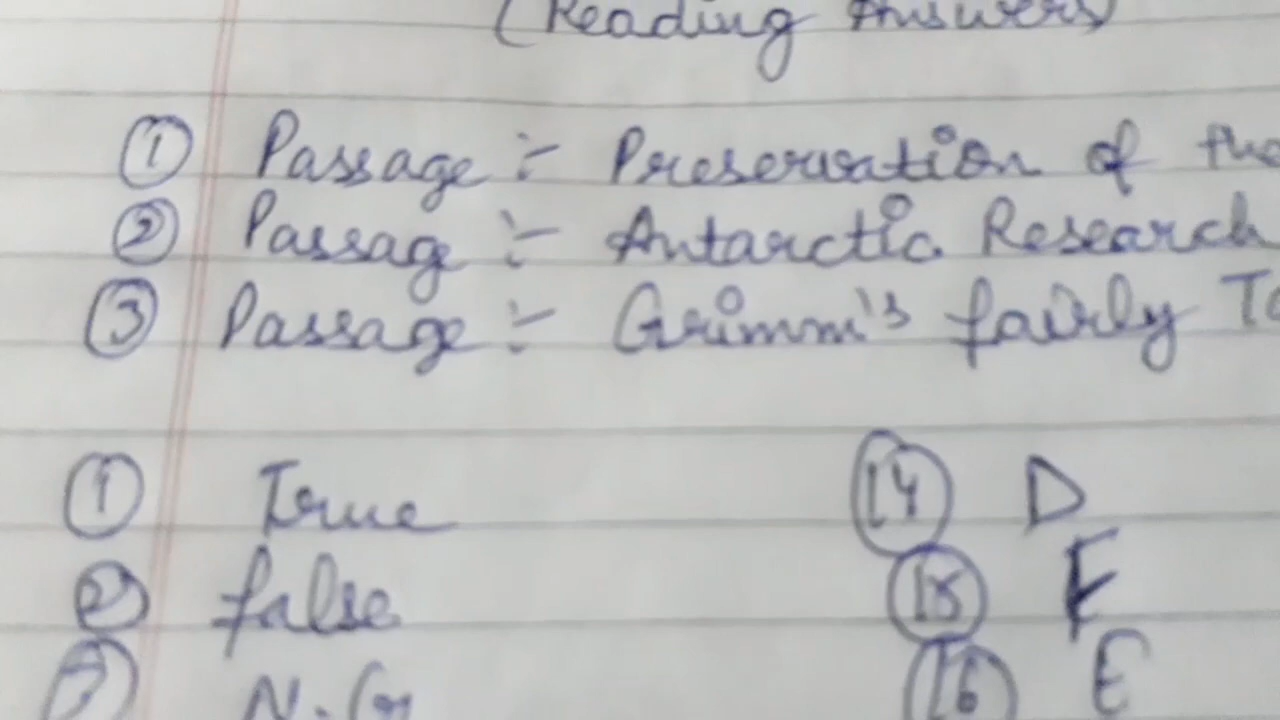 (Reading Answers)
① Passage :- Preservation of the
② Passage :- Antarctic Research
③ Passage :- Grimm's fairly
① True
② false
③ N.G
⑭ D
⑮ F
⑯ E